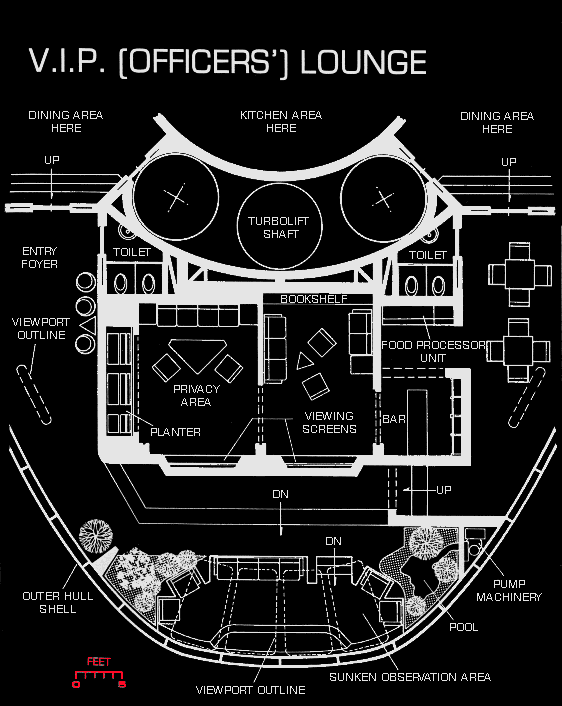 V.I.P. (OFFICERS') LOUNGE
DINING AREA
HERE
KITCHEN AREA
HERE
DINING AREA
HERE
UP
UP
TURBOLIFT
SHAFT
ENTRY
FOYER
TOILET
TOILET
BOOKSHELF
VIEWPORT
OUTLINE
FOOD PROCESSOR
UNIT
PRIVACY
AREA
VIEWING
SCREENS
BAR
PLANTER
UP
DN
DN
OUTER HULL
SHELL
PUMP
MACHINERY
POOL
FEET
0 5
SUNKEN OBSERVATION AREA
VIEWPORT OUTLINE